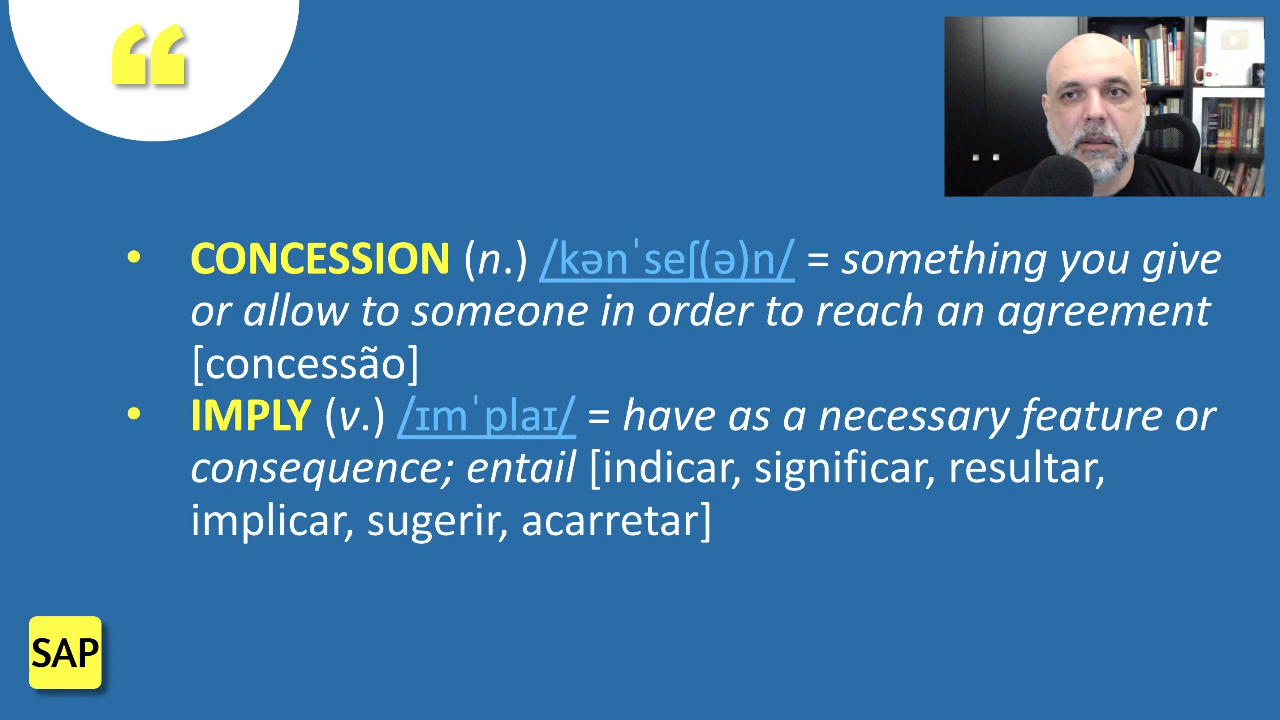 “
• CONCESSION (n.) /kənˈseʃ(ə)n/ = something you give
or allow to someone in order to reach an agreement
[concessão]
• IMPLY (v.) /ɪmˈplaɪ/ = have as a necessary feature or
consequence; entail [indicar, significar, resultar,
implicar, sugerir, acarretar]
SAP